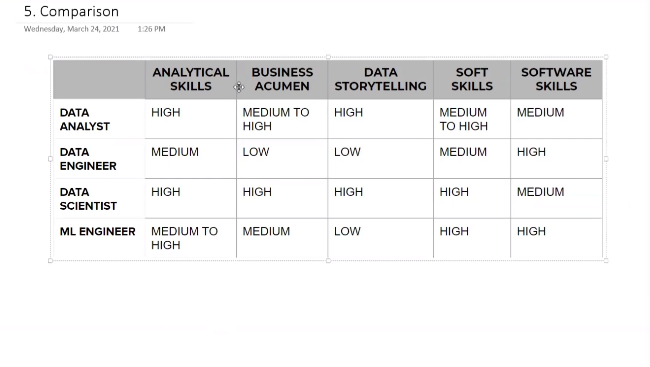 5. Comparison
Wednesday, March 24, 2021 1:26 PM
ANALYTICAL SKILLS BUSINESS ACUMEN DATA STORYTELLING SOFT SKILLS SOFTWARE SKILLS
DATA ANALYST HIGH MEDIUM TO HIGH HIGH MEDIUM TO HIGH MEDIUM
DATA ENGINEER MEDIUM LOW LOW MEDIUM HIGH
DATA SCIENTIST HIGH HIGH HIGH HIGH MEDIUM
ML ENGINEER MEDIUM TO HIGH MEDIUM LOW HIGH HIGH